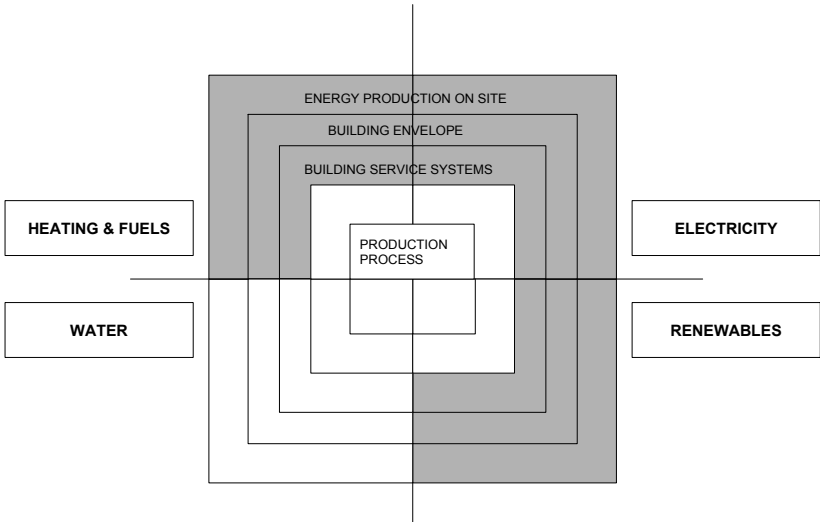 ENERGY PRODUCTION ON SITE
BUILDING ENVELOPE
BUILDING SERVICE SYSTEMS
HEATING & FUELS
ELECTRICITY
PRODUCTION
PROCESS
WATER
RENEWABLES